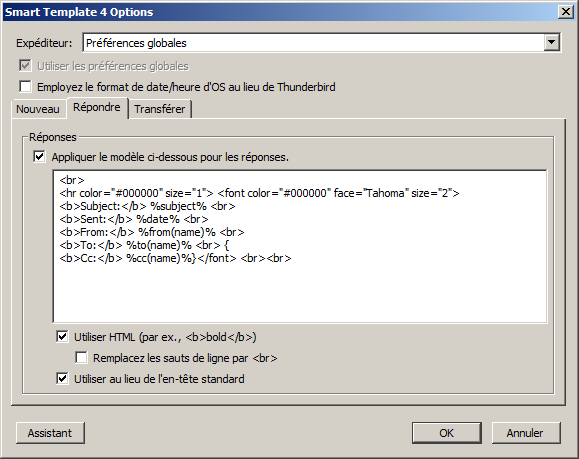 Smart Template 4 Options
Expéditeur: Préférences globales
Utiliser les préférences globales
Employez le format de date/heure d'OS au lieu de Thunderbird
Nouveau Répondre Transférer
Réponses
Appliquer le modèle ci-dessous pour les réponses.
<br>
<hr color="#000000" size="1"> <font color="#000000" face="Tahoma" size="2">
<b>Subject:</b> %subject% <br>
<b>Sent:</b> %date% <br>
<b>From:</b> %from(name)% <br>
<b>To:</b> %to(name)% <br> {
<b>Cc:</b> %cc(name)%}</font> <br><br>
Utiliser HTML (par ex., <b>bold</b>)
Remplacez les sauts de ligne par <br>
Utiliser au lieu de l'en-tête standard
Assistant OK Annuler